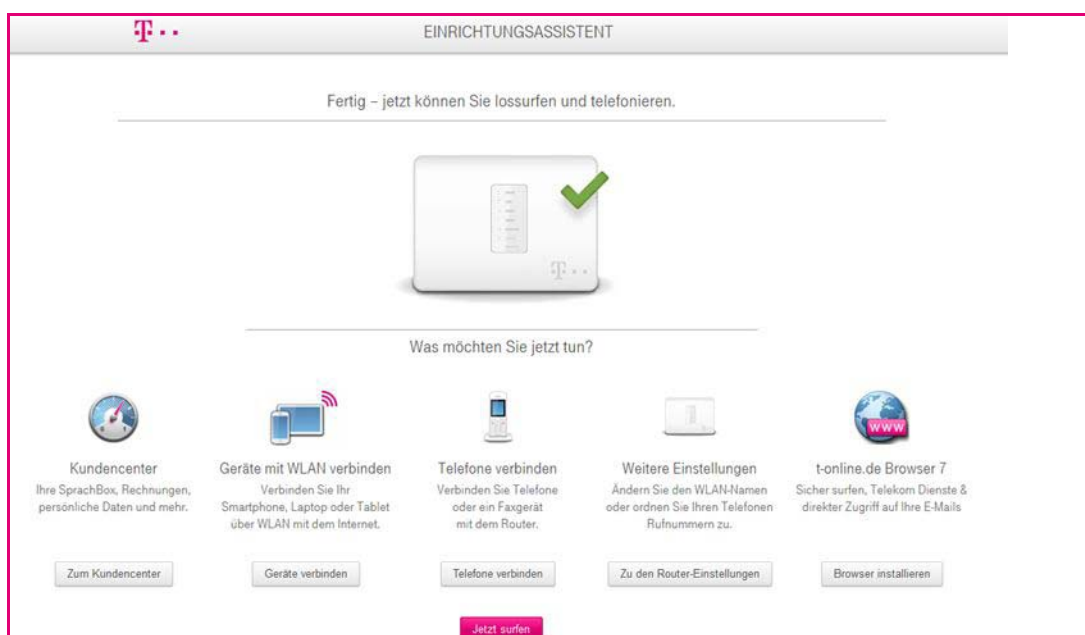 T
EINRICHTUNGSASSISTENT
Fertig – jetzt können Sie lossurfen und telefonieren.
T
Was möchten Sie jetzt tun?
www
Kundencenter
Ihre SprachBox, Rechnungen,
persönliche Daten und mehr.
Zum Kundencenter
Geräte mit WLAN verbinden
Verbinden Sie Ihr
Smartphone, Laptop oder Tablet
über WLAN mit dem Internet.
Geräte verbinden
Telefone verbinden
Verbinden Sie Telefone
oder ein Faxgerät
mit dem Router.
Telefone verbinden
Weitere Einstellungen
Ändern Sie den WLAN-Namen
oder ordnen Sie Ihren Telefonen
Rufnummern zu.
Zu den Router-Einstellungen
t-online.de Browser 7
Sicher surfen, Telekom Dienste &
direkter Zugriff auf Ihre E-Mails
Browser installieren
Jetzt surfen